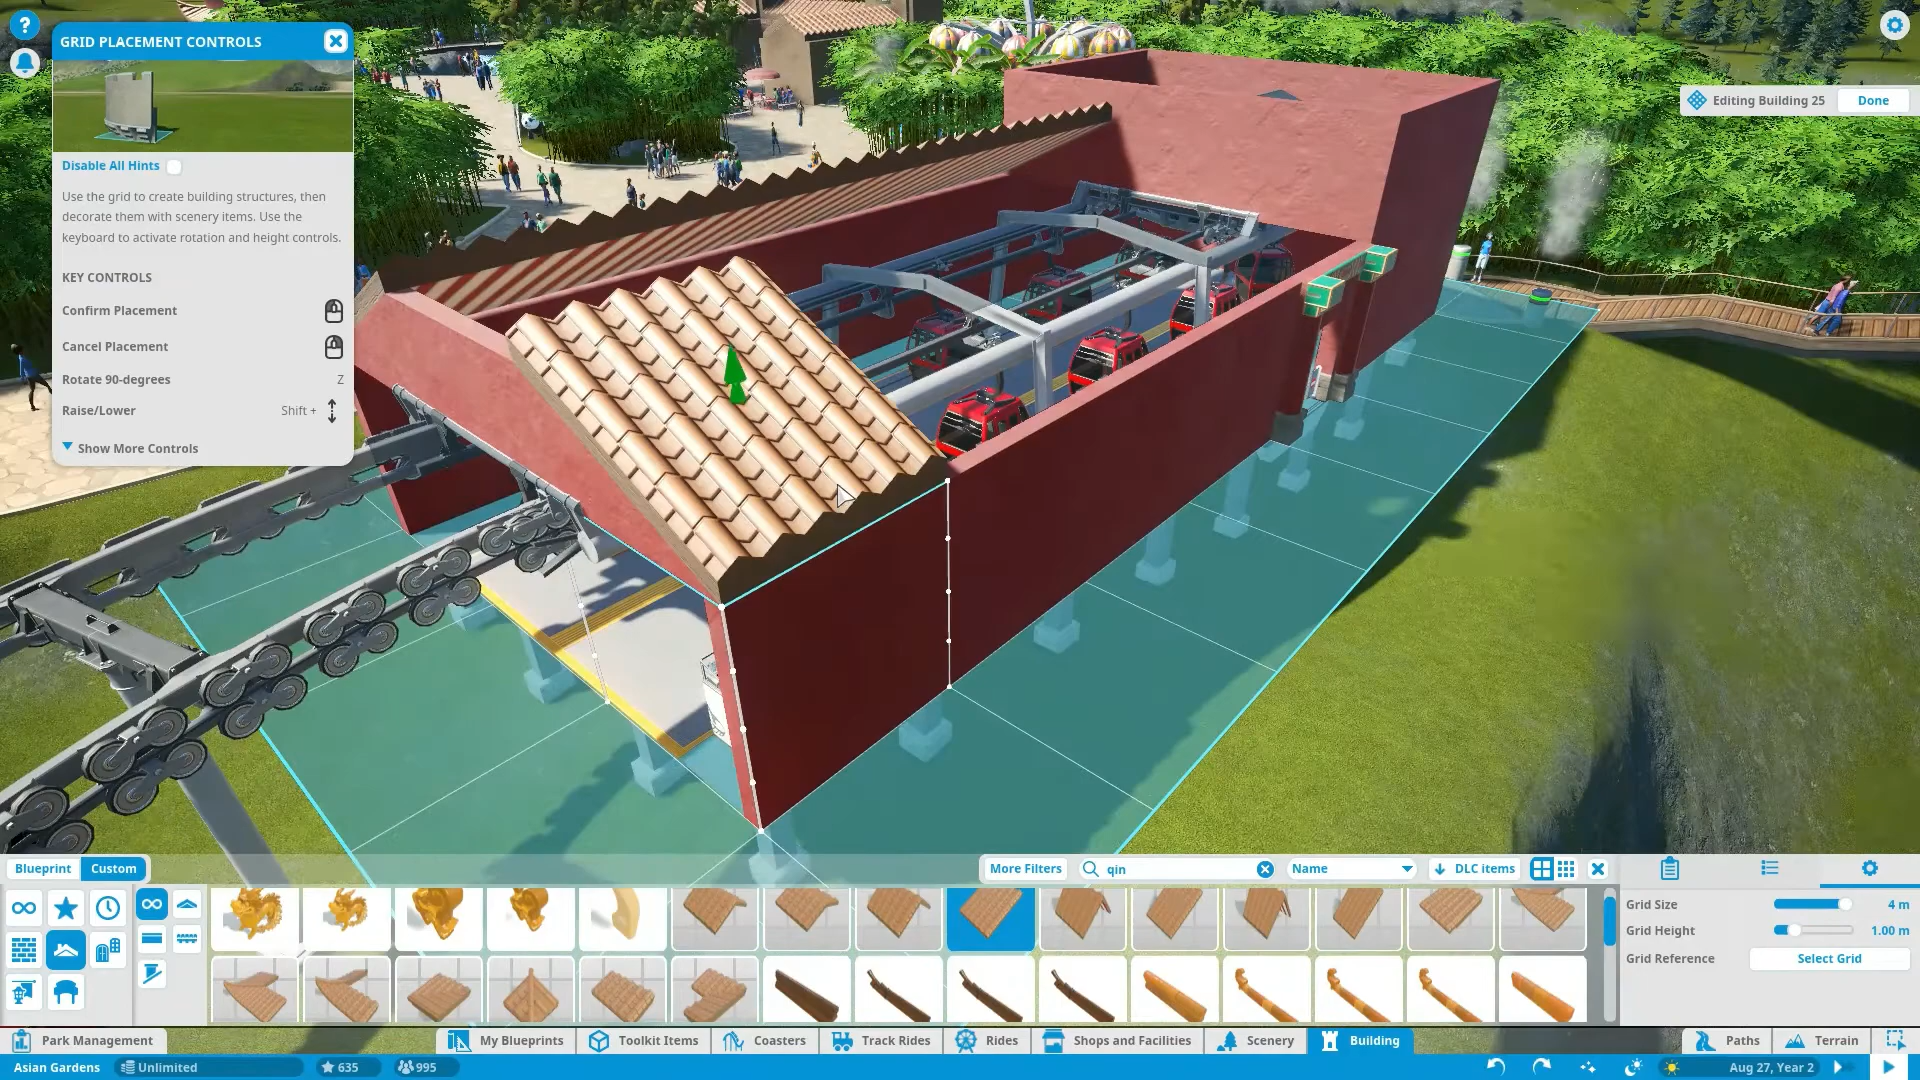 ?
GRID PLACEMENT CONTROLS
Disable All Hints
Use the grid to create building structures, then
decorate them with scenery items. Use the
keyboard to activate rotation and height controls.
KEY CONTROLS
Confirm Placement
Cancel Placement
Rotate 90-degrees Z
Raise/Lower Shift +
Show More Controls
Editing Building 25 Done
Blueprint Custom
More Filters qin Name DLC items
Grid Size 4 m
Grid Height 1.00 m
Grid Reference Select Grid
Park Management My Blueprints Toolkit Items Coasters Track Rides Rides Shops and Facilities Scenery Building Paths Terrain
Asian Gardens Unlimited 635 995 Aug 27, Year 2